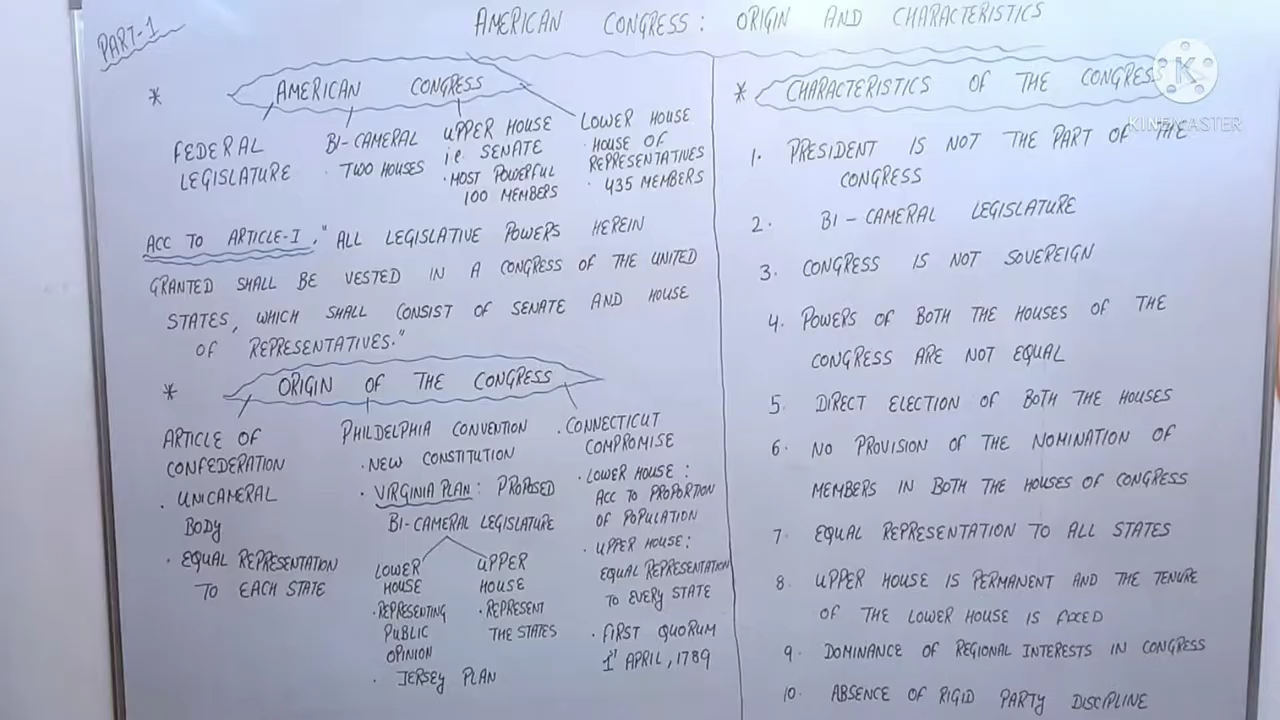 PART-1
AMERICAN CONGRESS: ORIGIN AND CHARACTERISTICS
* AMERICAN CONGRESS
FEDERAL
LEGISLATURE
BI-CAMERAL
· TWO HOUSES
UPPER HOUSE
i.e. SENATE
· MOST POWERFUL
100 MEMBERS
LOWER HOUSE
· HOUSE OF
REPRESENTATIVES
· 435 MEMBERS
ACC TO ARTICLE-I, "ALL LEGISLATIVE POWERS HEREIN
GRANTED SHALL BE VESTED IN A CONGRESS OF THE UNITED
STATES, WHICH SHALL CONSIST OF SENATE AND HOUSE
OF REPRESENTATIVES."
* ORIGIN OF THE CONGRESS
ARTICLE OF
CONFEDERATION
· UNICAMERAL
BODY
· EQUAL REPRESENTATION
TO EACH STATE
PHILDELPHIA CONVENTION
· NEW CONSTITUTION
· VIRGINIA PLAN: PROPOSED
BI-CAMERAL LEGISLATURE
LOWER
HOUSE
· REPRESENTING
PUBLIC
OPINION
UPPER
HOUSE
· REPRESENT
THE STATES
· JERSEY PLAN
· CONNECTICUT
COMPROMISE
· LOWER HOUSE:
ACC TO PROPORTION
OF POPULATION
· UPPER HOUSE:
EQUAL REPRESENTATION
TO EVERY STATE
· FIRST QUORUM
1st APRIL, 1789
* CHARACTERISTICS OF THE CONGRESS
1. PRESIDENT IS NOT THE PART OF THE
CONGRESS
2. BI-CAMERAL LEGISLATURE
3. CONGRESS IS NOT SOVEREIGN
4. POWERS OF BOTH THE HOUSES OF THE
CONGRESS ARE NOT EQUAL
5. DIRECT ELECTION OF BOTH THE HOUSES
6. NO PROVISION OF THE NOMINATION OF
MEMBERS IN BOTH THE HOUSES OF CONGRESS
7. EQUAL REPRESENTATION TO ALL STATES
8. UPPER HOUSE IS PERMANENT AND THE TENURE
OF THE LOWER HOUSE IS FIXED
9. DOMINANCE OF REGIONAL INTERESTS IN CONGRESS
10. ABSENCE OF RIGID PARTY DISCIPLINE
K
KINEMASTER